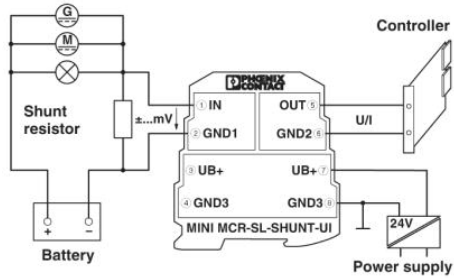 G
M
Controller
PHOENIX
CONTACT
Shunt
resistor
±...mV
1 IN
OUT 5
2 GND1
GND2 6
U/I
3 UB+
UB+ 7
4 GND3
GND3 8
MINI MCR-SL-SHUNT-UI
+ −
Battery
24V
Power supply